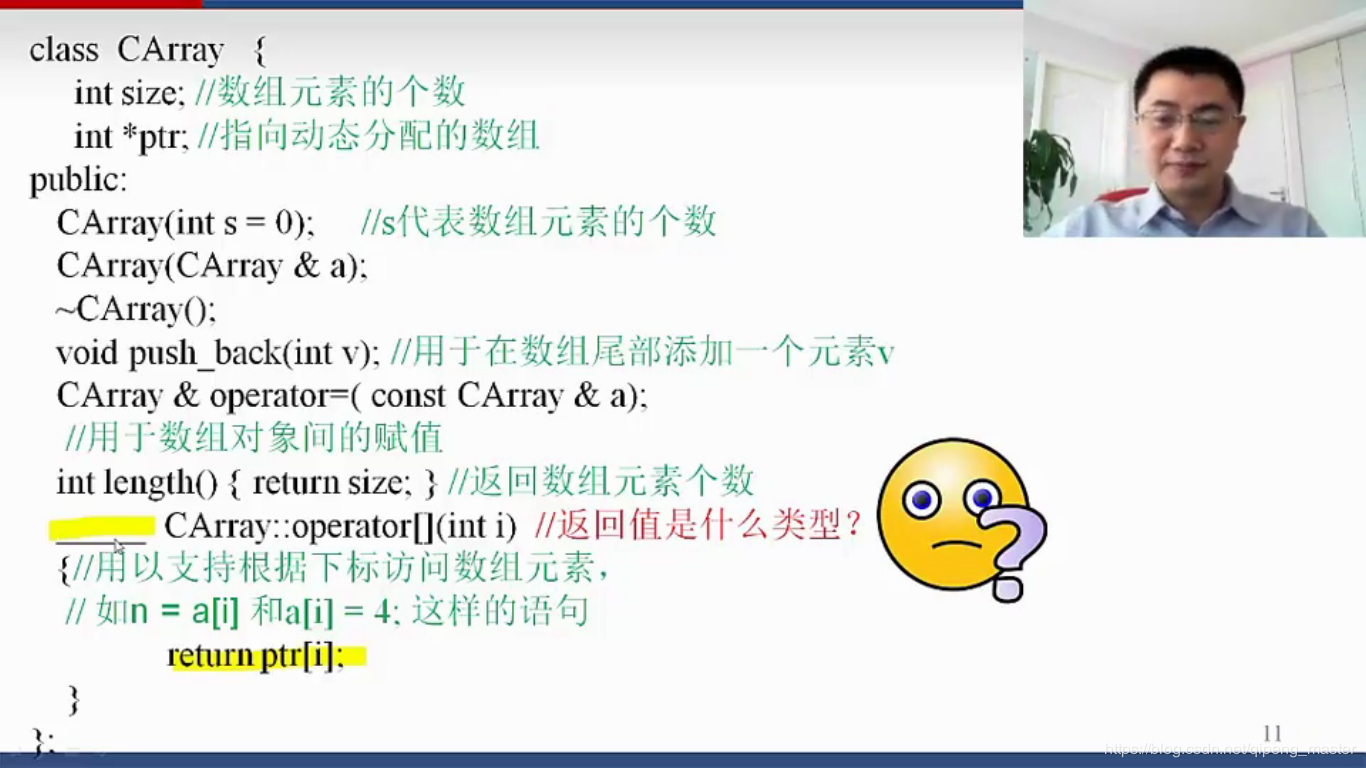 class CArray {
int size; //数组元素的个数
int *ptr; //指向动态分配的数组
public:
CArray(int s = 0); //s代表数组元素的个数
CArray(CArray & a);
~CArray();
void push_back(int v); //用于在数组尾部添加一个元素v
CArray & operator=( const CArray & a);
//用于数组对象间的赋值
int length() { return size; } //返回数组元素个数
CArray::operator[](int i) //返回值是什么类型?
{//用以支持根据下标访问数组元素,
// 如n = a[i] 和a[i] = 4; 这样的语句
return ptr[i];
}
};
11
https://blog.csdn.net/qipeng_master